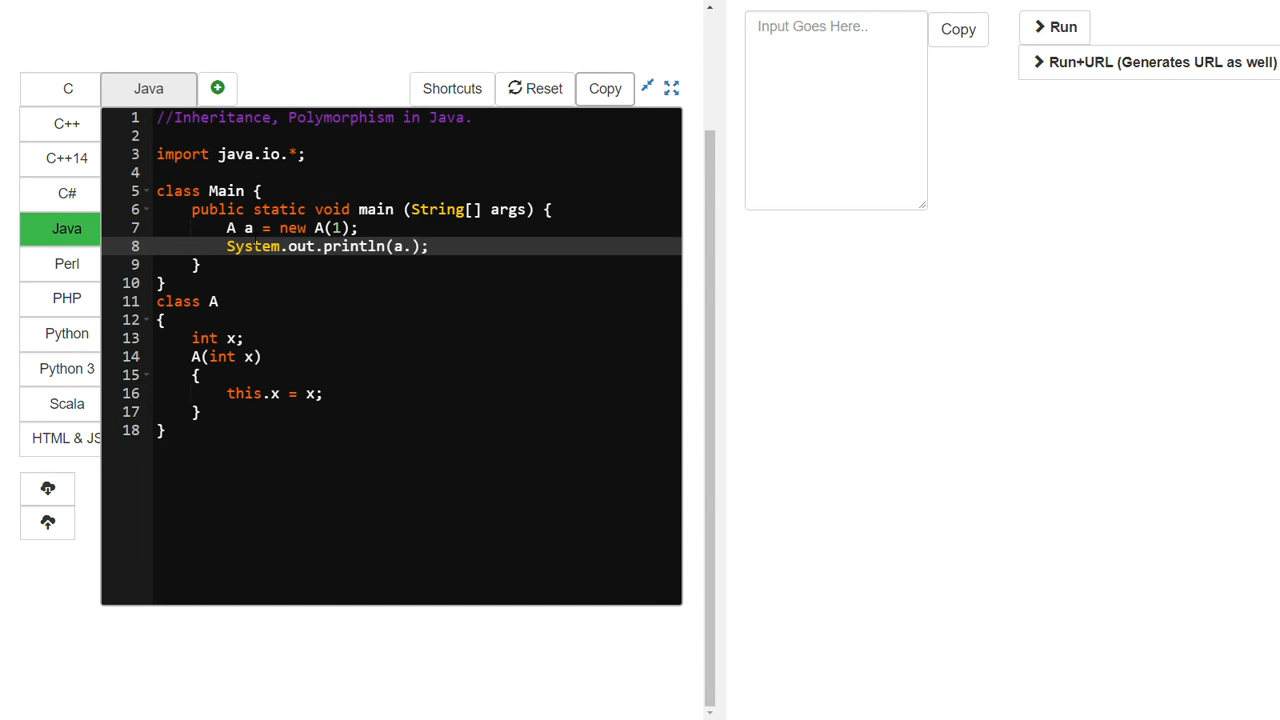 Input Goes Here..
Copy
Run
Run+URL (Generates URL as well)
C
Java
Shortcuts
Reset
Copy
C++
C++14
C#
Java
Perl
PHP
Python
Python 3
Scala
HTML & JS
1 //Inheritance, Polymorphism in Java.
2
3 import java.io.*;
4
5 class Main {
6 public static void main (String[] args) {
7 A a = new A(1);
8 System.out.println(a.);
9 }
10 }
11 class A
12 {
13 int x;
14 A(int x)
15 {
16 this.x = x;
17 }
18 }